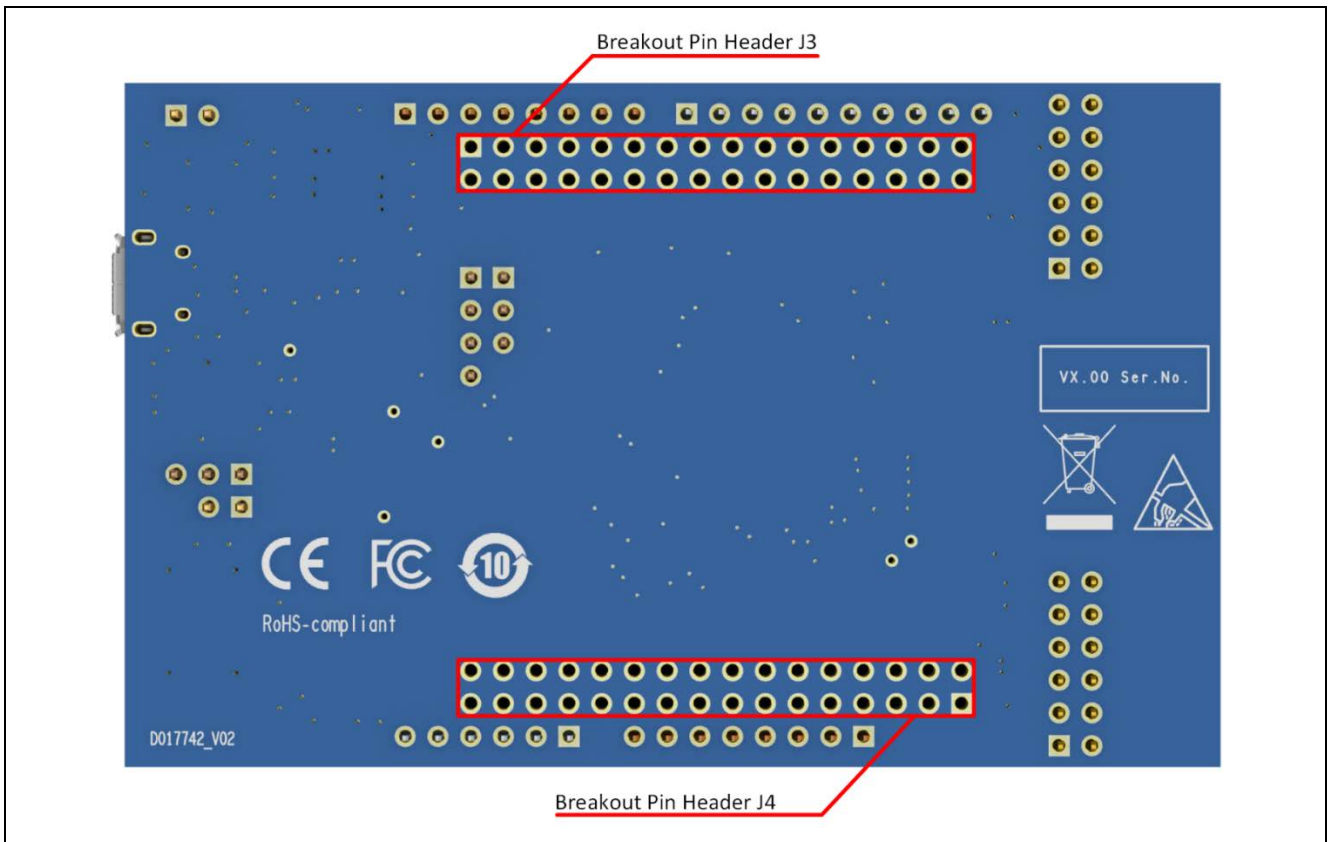 Breakout Pin Header J3
VX.00 Ser.No.
CE FC 10
RoHS-compliant
D017742_V02
Breakout Pin Header J4